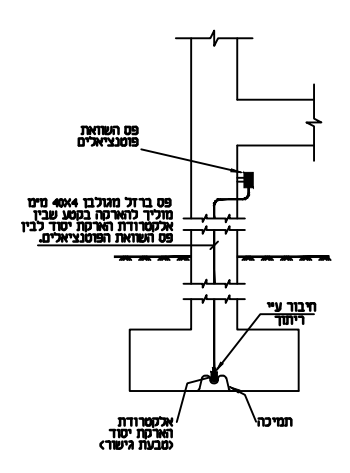 פס השוואת
פוטנציאלים
פס ברזל מגולבן 40X4 מ״מ
מוליך להארקה בקטע שבין
אלקטרודת הארקת יסוד לבין
פס השוואת הפוטנציאלים.
חיבור ע״י
ריתוך
תמיכה
אלקטרודת
הארקת יסוד
(טבעת גישור)